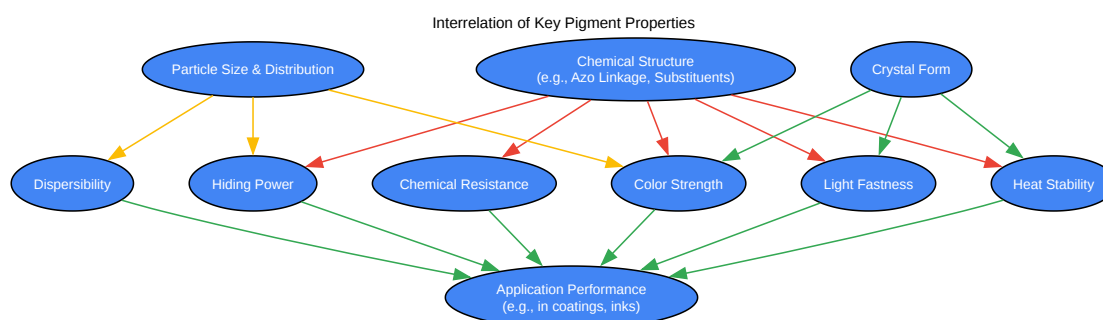 Interrelation of Key Pigment Properties
Particle Size & Distribution
Chemical Structure
(e.g., Azo Linkage, Substituents)
Crystal Form
Dispersibility
Hiding Power
Chemical Resistance
Color Strength
Light Fastness
Heat Stability
Application Performance
(e.g., in coatings, inks)